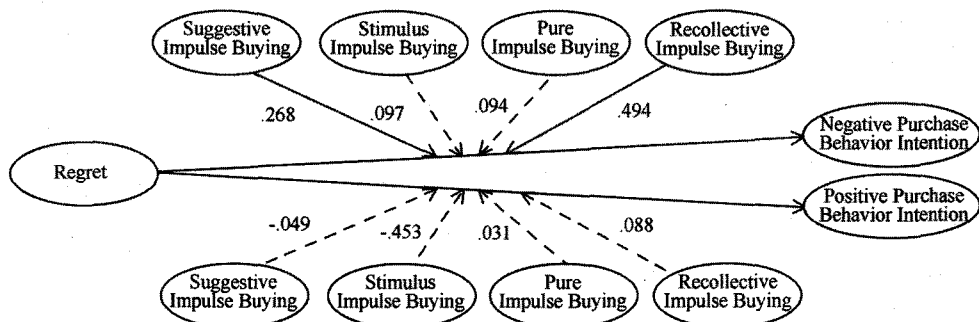 Suggestive
Impulse Buying
Stimulus
Impulse Buying
Pure
Impulse Buying
Recollective
Impulse Buying
.268
.097
.094
.494
Negative Purchase
Behavior Intention
Regret
Positive Purchase
Behavior Intention
-.049
-.453
.031
.088
Suggestive
Impulse Buying
Stimulus
Impulse Buying
Pure
Impulse Buying
Recollective
Impulse Buying